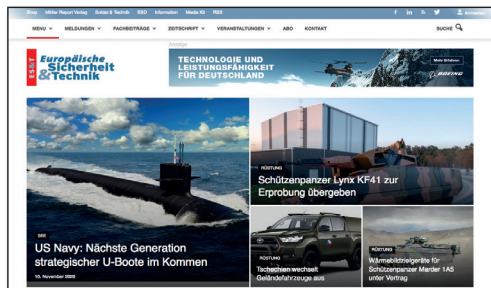 Shop Mittler Report Verlag Soldat & Technik ESD Information Media Kit RSS
MENU MELDUNGEN FACHBEITRÄGE ZEITSCHRIFT VERANSTALTUNGEN ABO KONTAKT SUCHE
Anzeige
ES&T Europäische
Sicherheit
&Technik
TECHNOLOGIE UND
LEISTUNGSFÄHIGKEIT
FÜR DEUTSCHLAND
Mehr Erfahren
BOEING
SEE
US Navy: Nächste Generation
strategischer U-Boote im Kommen
10. November 2020
RÜSTUNG
Schützenpanzer Lynx KF41 zur
Erprobung übergeben
RÜSTUNG
Tschechien wechselt
Geländefahrzeuge aus
RÜSTUNG
Wärmebildzielgeräte für
Schützenpanzer Marder 1A5
unter Vertrag